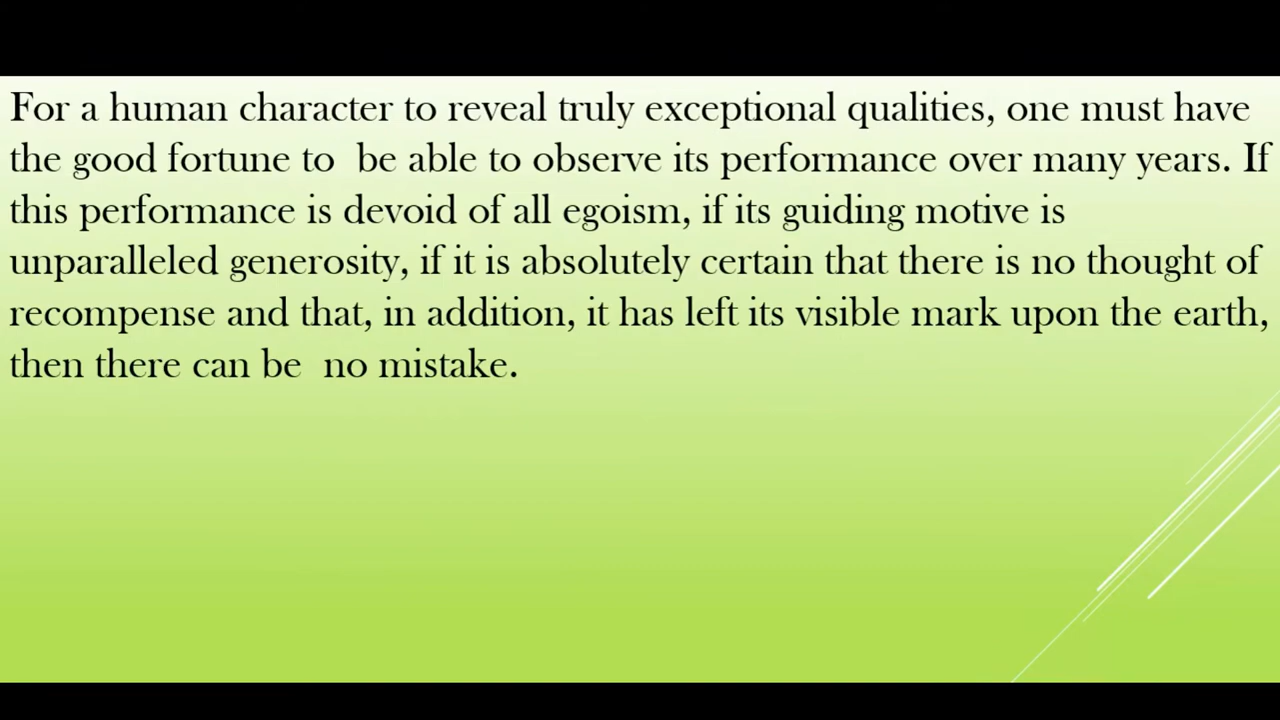 For a human character to reveal truly exceptional qualities, one must have
the good fortune to  be able to observe its performance over many years. If
this performance is devoid of all egoism, if its guiding motive is
unparalleled generosity, if it is absolutely certain that there is no thought of
recompense and that, in addition, it has left its visible mark upon the earth,
then there can be  no mistake.